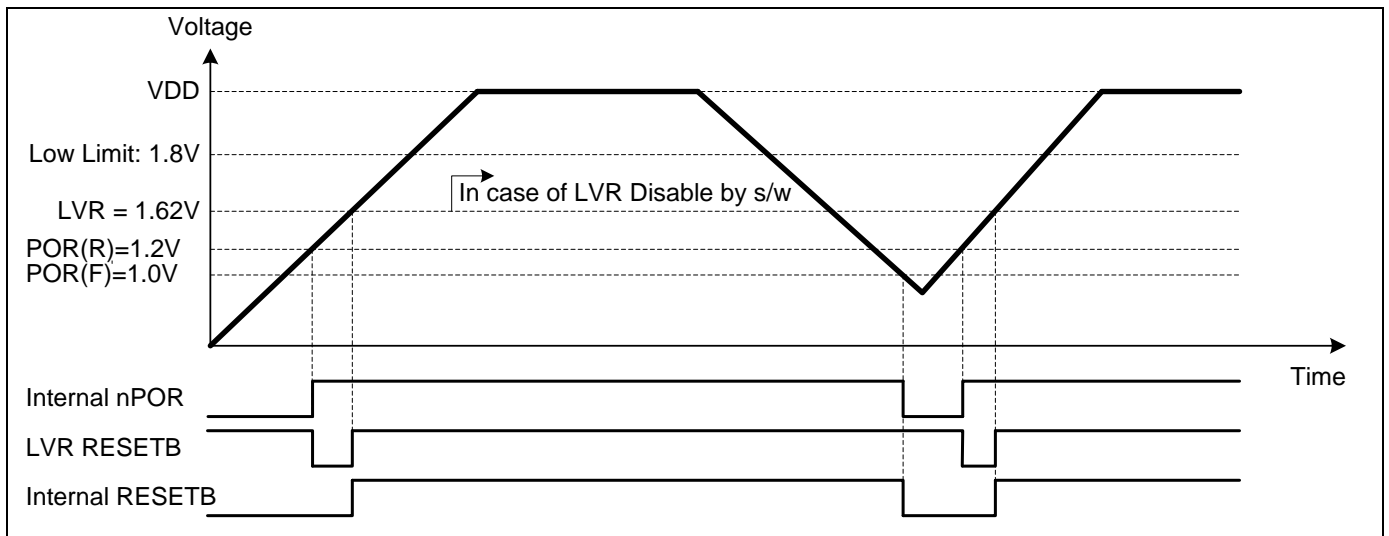 Voltage
VDD
Low Limit: 1.8V
In case of LVR Disable by s/w
LVR = 1.62V
POR(R)=1.2V
POR(F)=1.0V
Time
Internal nPOR
LVR RESETB
Internal RESETB